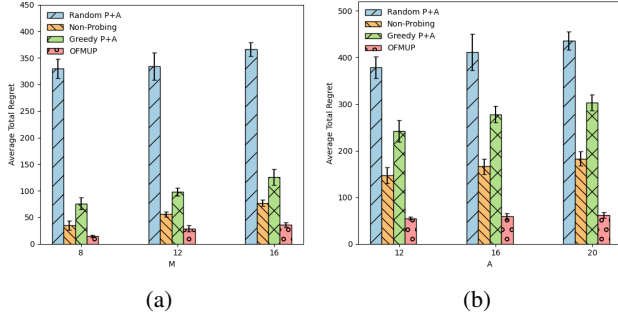 Average Total Regret
450
400
350
300
250
200
150
100
50
0
Random P+A
Non-Probing
Greedy P+A
OFMUP
8
12
16
M
(a)
Average Total Regret
500
400
300
200
100
0
Random P+A
Non-Probing
Greedy P+A
OFMUP
12
16
20
A
(b)